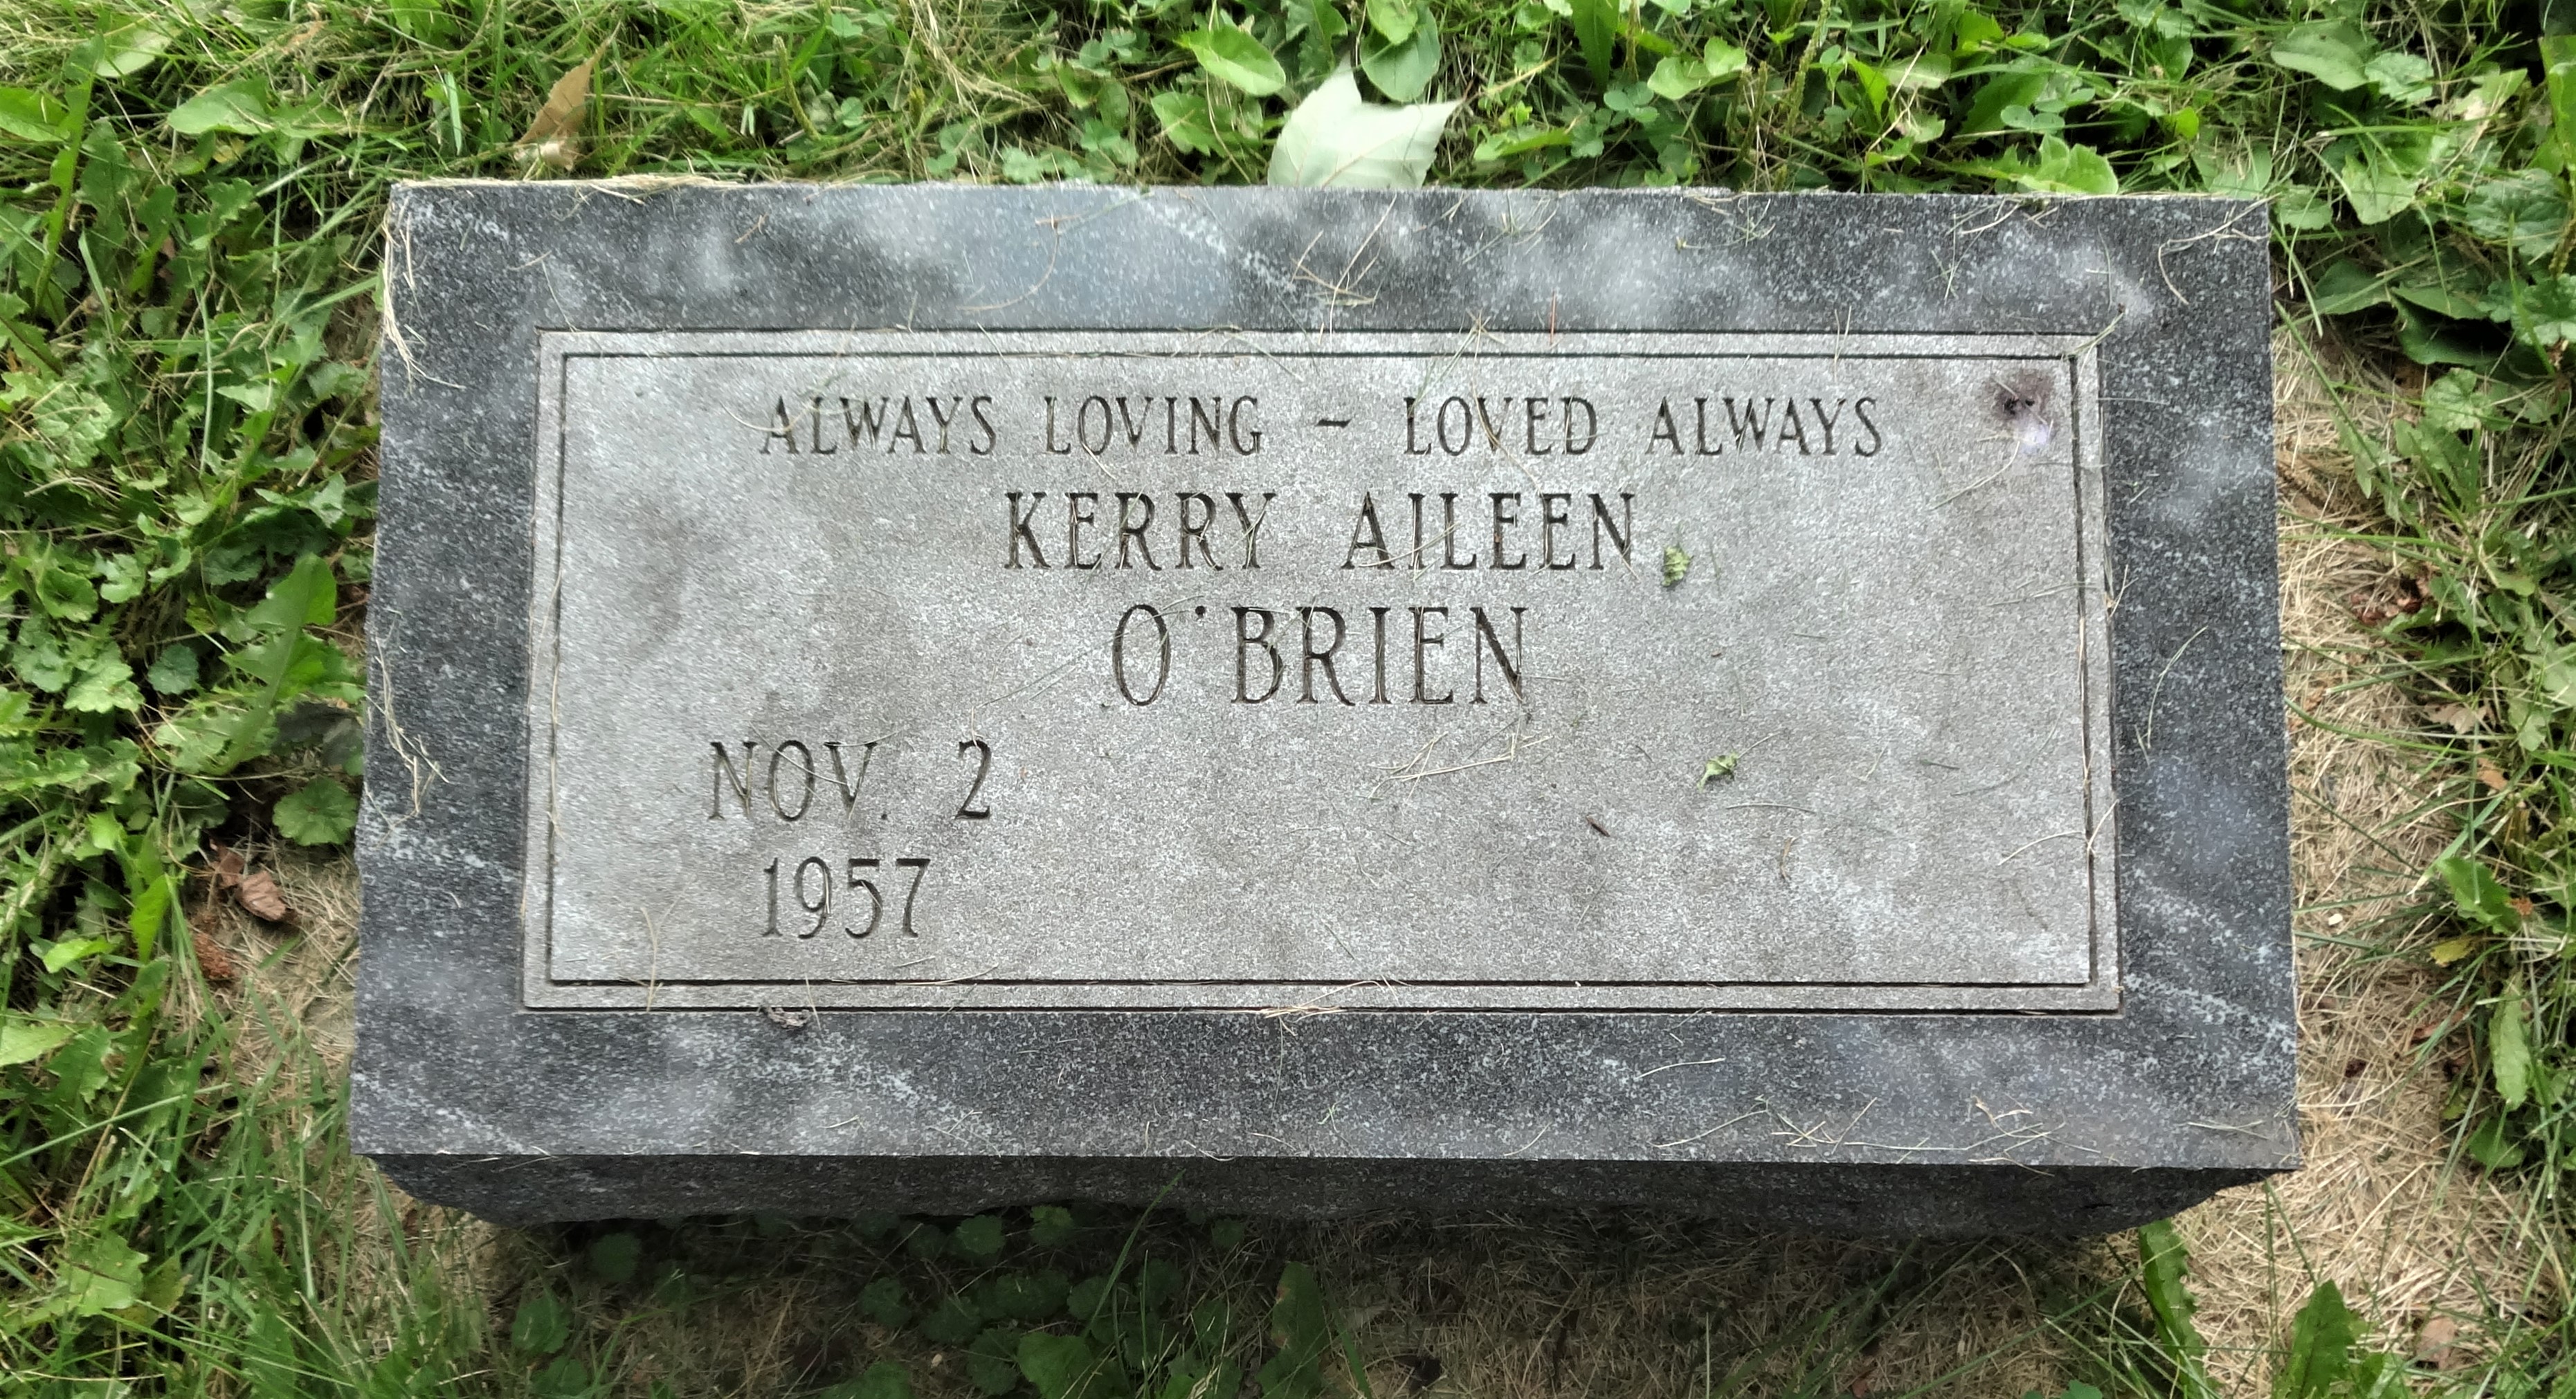 ALWAYS LOVING - LOVED ALWAYS
KERRY AILEEN
O'BRIEN
NOV. 2
1957